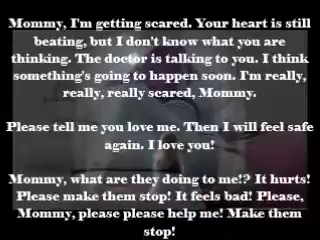 Mommy, I'm getting scared. Your heart is still
beating, but I don't know what you are
thinking. The doctor is talking to you. I think
something's going to happen soon. I'm really,
really, really scared, Mommy.
Please tell me you love me. Then I will feel safe
again. I love you!
Mommy, what are they doing to me!? It hurts!
Please make them stop! It feels bad! Please,
Mommy, please please help me! Make them
stop!